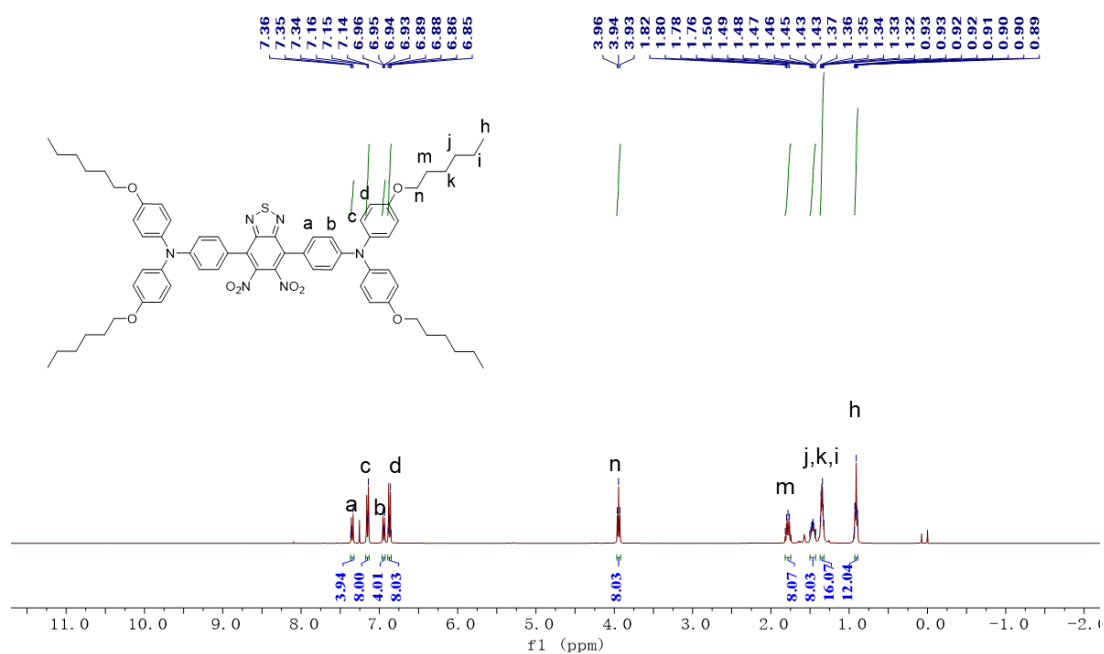 7.36 7.35 7.34 7.16 7.15 7.14 6.96 6.95 6.94 6.93 6.89 6.88 6.86 6.85 3.96 3.94 3.93 1.82 1.80 1.78 1.76 1.50 1.49 1.48 1.47 1.46 1.45 1.43 1.43 1.37 1.36 1.35 1.34 1.33 1.32 0.93 0.93 0.92 0.92 0.91 0.90 0.90 0.89
h
j
m
i
k
O
O
n
d
S
c
N N
a b
N N
O₂N NO₂
O
O
h
c d n j,k,i
a b m
3.94 8.00 4.01 8.03 8.03 8.07 8.03 16.07 12.04
11.0 10.0 9.0 8.0 7.0 6.0 5.0 4.0 3.0 2.0 1.0 0.0 -1.0 -2.0
f1 (ppm)